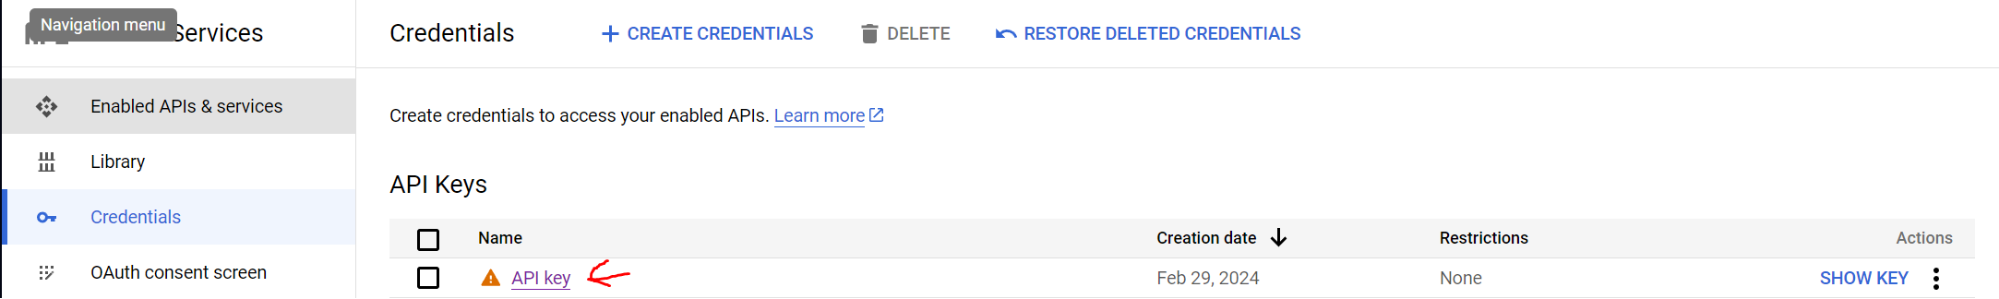 Navigation menu
Services
Enabled APIs & services
Library
Credentials
OAuth consent screen
Credentials
CREATE CREDENTIALS
DELETE
RESTORE DELETED CREDENTIALS
Create credentials to access your enabled APIs. Learn more
API Keys
Name Creation date Restrictions Actions
API key Feb 29, 2024 None SHOW KEY